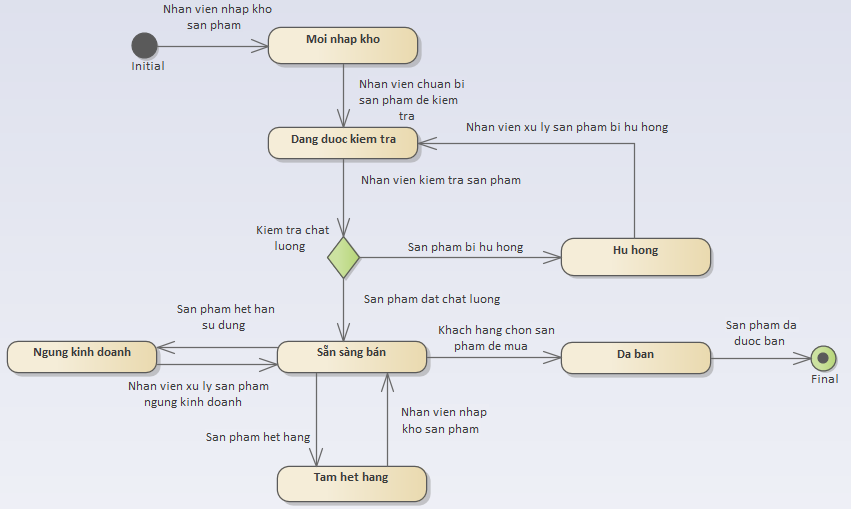 Nhan vien nhap kho
san pham
Initial
Moi nhap kho
Nhan vien chuan bi
san pham de kiem
tra
Dang duoc kiem tra
Nhan vien xu ly san pham bi hu hong
Nhan vien kiem tra san pham
Kiem tra chat
luong
San pham bi hu hong
Hu hong
San pham dat chat luong
San pham het han
su dung
Ngung kinh doanh
Sẵn sàng bán
Khach hang chon san
pham de mua
Da ban
San pham da
duoc ban
Final
Nhan vien xu ly san pham
ngung kinh doanh
San pham het hang
Nhan vien nhap
kho san pham
Tam het hang